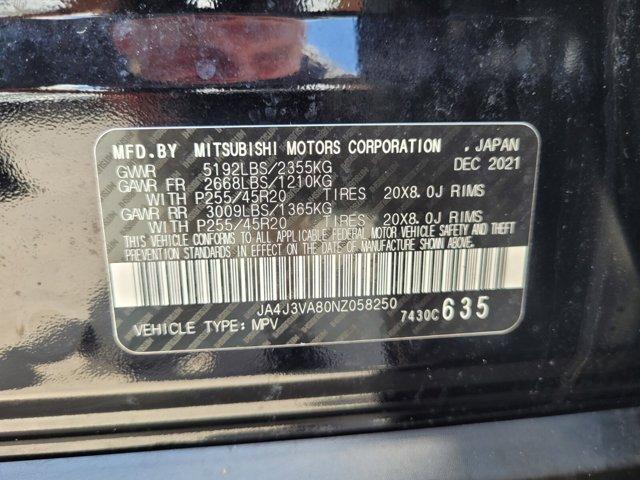 MFD.BY MITSUBISHI MOTORS CORPORATION , JAPAN
GVWR 5192LBS/2355KG DEC 2021
GAWR FR 2668LBS/1210KG
WITH P255/45R20 TIRES 20X8.0J RIMS
GAWR RR 3009LBS/1365KG
WITH P255/45R20 TIRES 20X8.0J RIMS
THIS VEHICLE CONFORMS TO ALL APPLICABLE FEDERAL MOTOR VEHICLE SAFETY AND THEFT
PREVENTION STANDARDS IN EFFECT ON THE DATE OF MANUFACTURE SHOWN ABOVE.
JA4J3VA80NZ058250
7430C635
VEHICLE TYPE: MPV